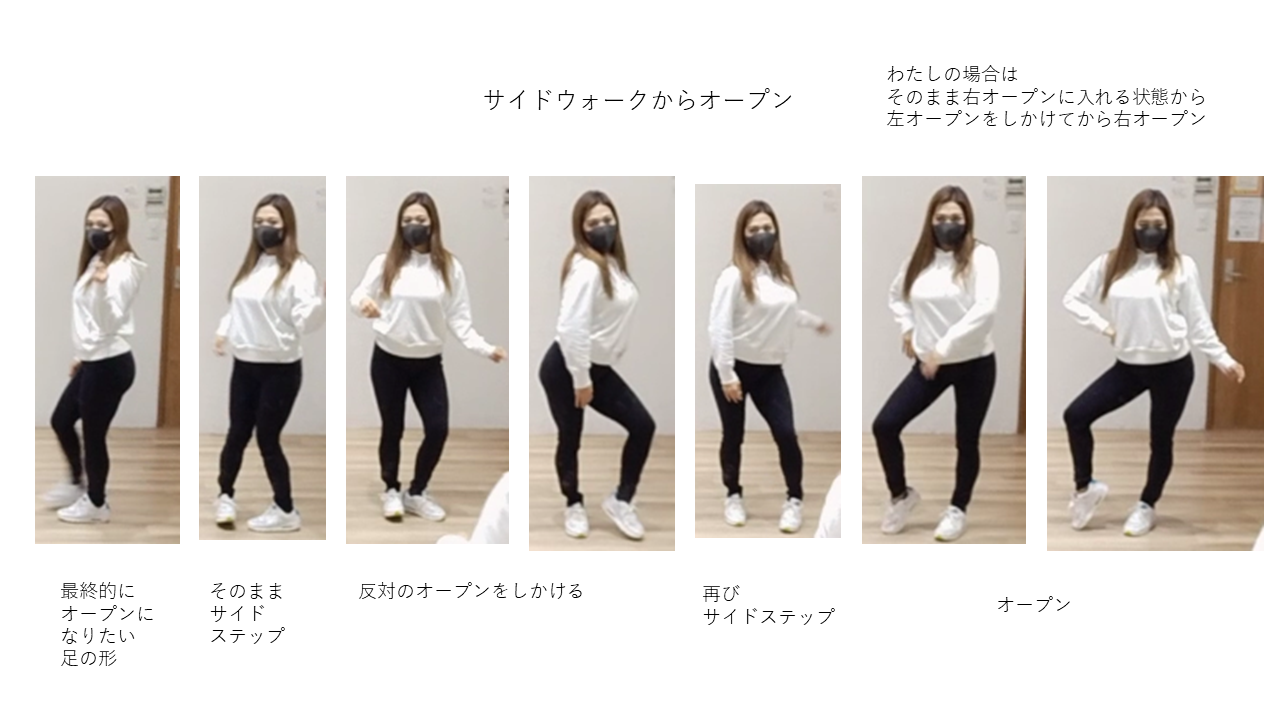 サイドウォークからオープン
わたしの場合は
そのまま右オープンに入れる状態から
左オープンをしかけてから右オープン
最終的に
オープンに
なりたい
足の形
そのまま
サイド
ステップ
反対のオープンをしかける
再び
サイドステップ
オープン